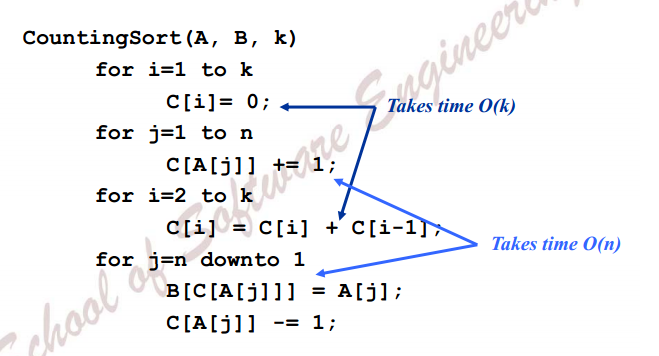 CountingSort(A, B, k)
for i=1 to k
C[i]= 0;
Takes time O(k)
for j=1 to n
C[A[j]] += 1;
for i=2 to k
C[i] = C[i] + C[i-1];
Takes time O(n)
for j=n downto 1
B[C[A[j]]] = A[j];
C[A[j]] -= 1;
School of Software Engineering